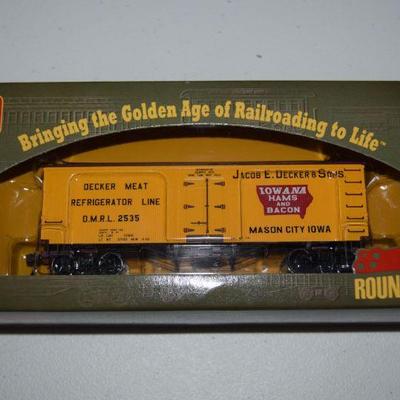 Bringing the Golden Age of Railroading to Life™
DECKER MEAT
REFRIGERATOR LINE
D.M.R.L. 2535
JACOB E. DECKER & SONS
IOWANA
HAMS
AND
BACON
MASON CITY IOWA
ROUN